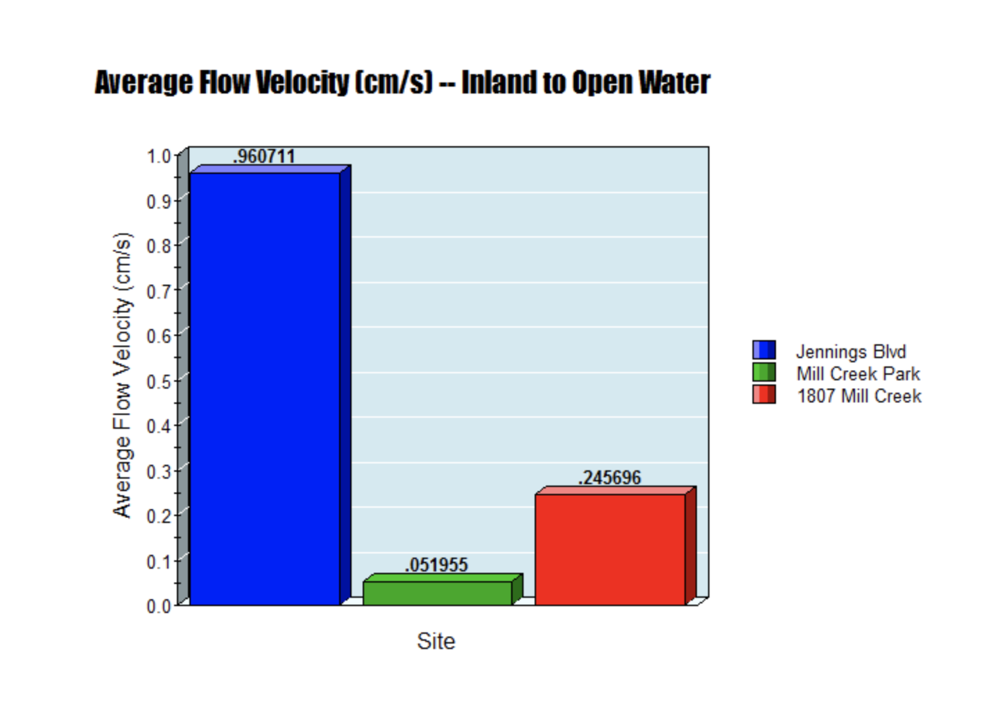 Average Flow Velocity (cm/s) -- Inland to Open Water
Average Flow Velocity (cm/s)
1.0
0.9
0.8
0.7
0.6
0.5
0.4
0.3
0.2
0.1
0.0
.960711
.051955
.245696
Site
Jennings Blvd
Mill Creek Park
1807 Mill Creek